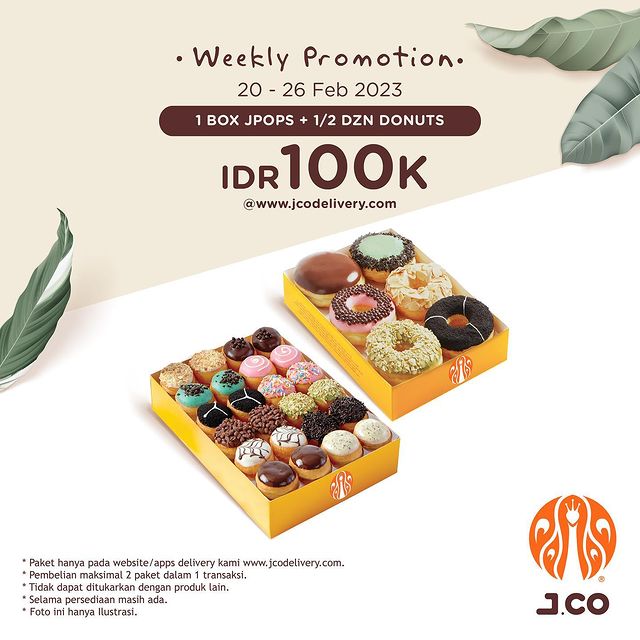 • Weekly Promotion •
20 - 26 Feb 2023
1 BOX JPOPS + 1/2 DZN DONUTS
IDR 100K
@www.jcodelivery.com
* Paket hanya pada website/apps delivery kami www.jcodelivery.com.
* Pembelian maksimal 2 paket dalam 1 transaksi.
* Tidak dapat ditukarkan dengan produk lain.
* Selama persediaan masih ada.
* Foto ini hanya Ilustrasi.
®
J.CO